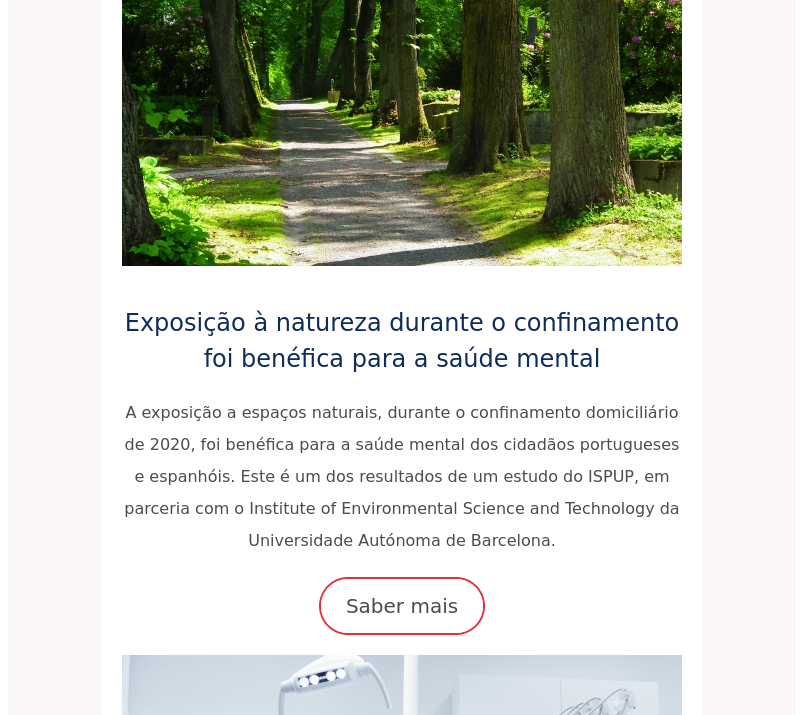 Exposição à natureza durante o confinamento
foi benéfica para a saúde mental
A exposição a espaços naturais, durante o confinamento domiciliário
de 2020, foi benéfica para a saúde mental dos cidadãos portugueses
e espanhóis. Este é um dos resultados de um estudo do ISPUP, em
parceria com o Institute of Environmental Science and Technology da
Universidade Autónoma de Barcelona.
Saber mais